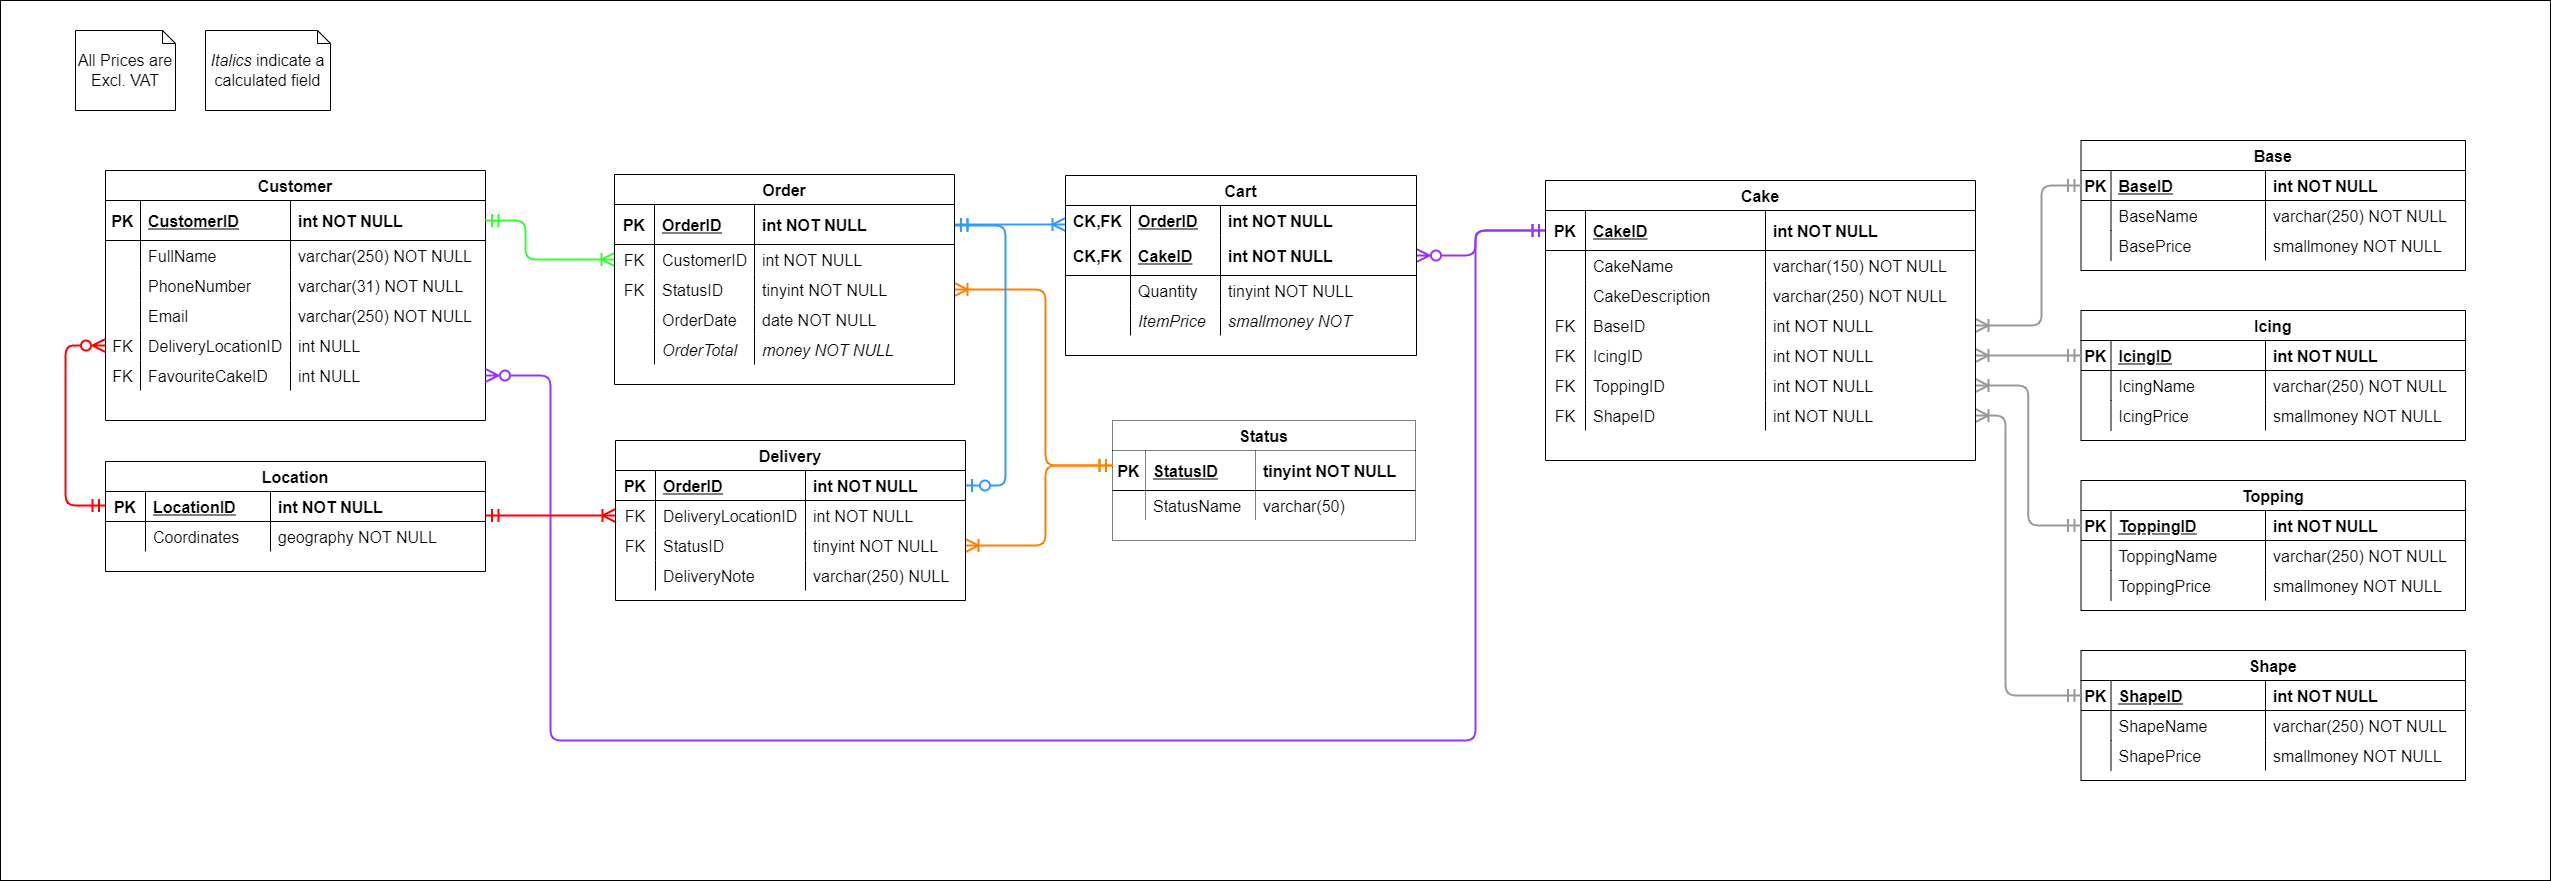 All Prices are
Excl. VAT
Italics indicate a
calculated field
Customer
PK CustomerID int NOT NULL
FullName varchar(250) NOT NULL
PhoneNumber varchar(31) NOT NULL
Email varchar(250) NOT NULL
FK DeliveryLocationID int NULL
FK FavouriteCakeID int NULL
Location
PK LocationID int NOT NULL
Coordinates geography NOT NULL
Order
PK OrderID int NOT NULL
FK CustomerID int NOT NULL
FK StatusID tinyint NOT NULL
OrderDate date NOT NULL
OrderTotal money NOT NULL
Delivery
PK OrderID int NOT NULL
FK DeliveryLocationID int NOT NULL
FK StatusID tinyint NOT NULL
DeliveryNote varchar(250) NULL
Cart
CK,FK OrderID int NOT NULL
CK,FK CakeID int NOT NULL
Quantity tinyint NOT NULL
ItemPrice smallmoney NOT
Status
PK StatusID tinyint NOT NULL
StatusName varchar(50)
Cake
PK CakeID int NOT NULL
CakeName varchar(150) NOT NULL
CakeDescription varchar(250) NOT NULL
FK BaseID int NOT NULL
FK IcingID int NOT NULL
FK ToppingID int NOT NULL
FK ShapeID int NOT NULL
Base
PK BaseID int NOT NULL
BaseName varchar(250) NOT NULL
BasePrice smallmoney NOT NULL
Icing
PK IcingID int NOT NULL
IcingName varchar(250) NOT NULL
IcingPrice smallmoney NOT NULL
Topping
PK ToppingID int NOT NULL
ToppingName varchar(250) NOT NULL
ToppingPrice smallmoney NOT NULL
Shape
PK ShapeID int NOT NULL
ShapeName varchar(250) NOT NULL
ShapePrice smallmoney NOT NULL